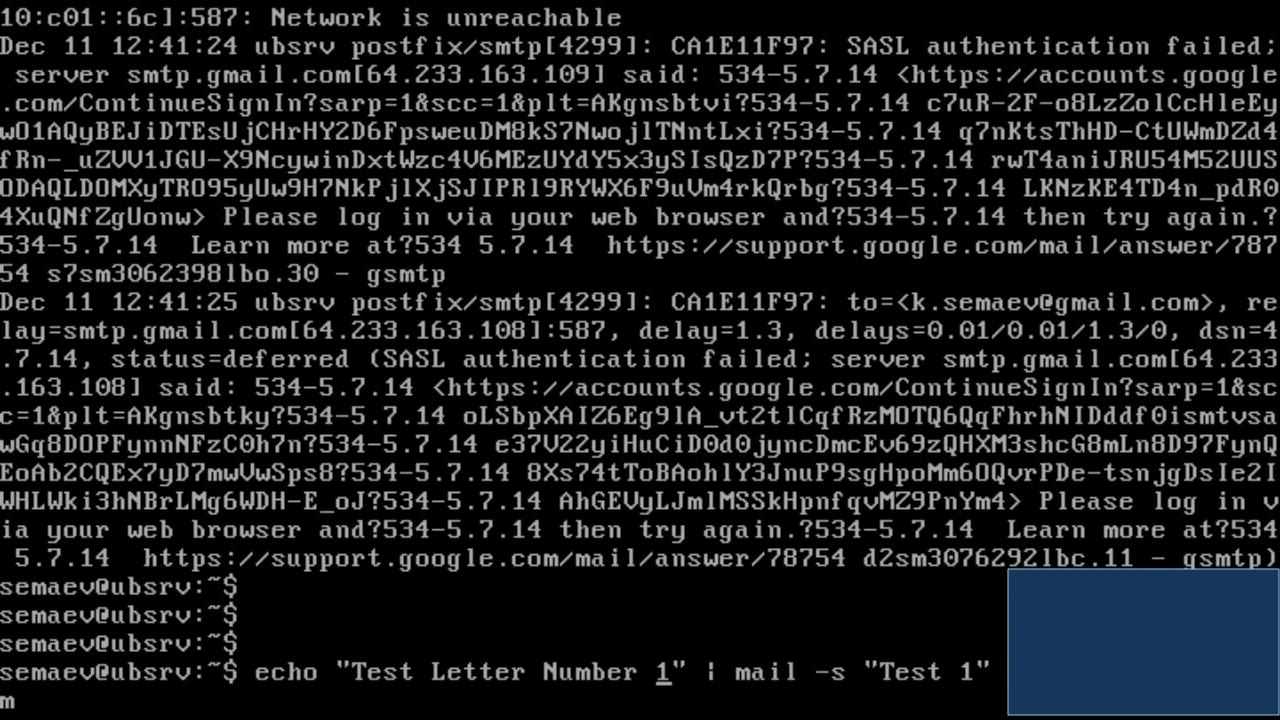 10:c01::6c]:587: Network is unreachable
Dec 11 12:41:24 ubsrv postfix/smtp[4299]: CA1E11F97: SASL authentication failed;
 server smtp.gmail.com[64.233.163.109] said: 534-5.7.14 <https://accounts.google
.com/ContinueSignIn?sarp=1&scc=1&plt=AKgnsbtvi?534-5.7.14 c7uR-2F-o8LzZolCcHleEy
wO1AQyBEJiDTEsUjCHrHY2D6FpsweuDM8kS7NwojlTNntLxi?534-5.7.14 q7nKtsThHD-CtUWmDZd4
fRn-_uZVV1JGU-X9NcywinDxtWzc4V6MEzUYdY5x3ySIsQzD7P?534-5.7.14 rwT4aniJRU54M52UUS
ODAQLDOMXyTRO95yUw9H7NkPjlXjSJIPRl9RYWX6F9uVm4rkQrbg?534-5.7.14 LKNzKE4TD4n_pdR0
4XuQNfZgUonw> Please log in via your web browser and?534-5.7.14 then try again.?
534-5.7.14  Learn more at?534 5.7.14  https://support.google.com/mail/answer/787
54 s7sm3062398lbo.30 - gsmtp
Dec 11 12:41:25 ubsrv postfix/smtp[4299]: CA1E11F97: to=<k.semaev@gmail.com>, re
lay=smtp.gmail.com[64.233.163.108]:587, delay=1.3, delays=0.01/0.01/1.3/0, dsn=4
.7.14, status=deferred (SASL authentication failed; server smtp.gmail.com[64.233
.163.108] said: 534-5.7.14 <https://accounts.google.com/ContinueSignIn?sarp=1&sc
c=1&plt=AKgnsbtky?534-5.7.14 oLSbpXAIZ6Eg9lA_vt2tlCqfRzMOTQ6QqFhrhNIDddf0ismtvsa
wGq8DOPFynnNFzC0h7n?534-5.7.14 e37V22yiHuCiD0d0jyncDmcEv69zQHXM3shcG8mLn8D97FynQ
EoAb2CQEx7yD7mwVwSps8?534-5.7.14 8Xs74tToBAohlY3JnuP9sgHpoMm6OQvrPDe-tsnjgDsIe2I
WHLWki3hNBrLMg6WDH-E_oJ?534-5.7.14 AhGEVyLJmlMSSkHpnfqvMZ9PnYm4> Please log in v
ia your web browser and?534-5.7.14 then try again.?534-5.7.14  Learn more at?534
 5.7.14  https://support.google.com/mail/answer/78754 d2sm3076292lbc.11 - gsmtp)
semaev@ubsrv:~$
semaev@ubsrv:~$
semaev@ubsrv:~$
semaev@ubsrv:~$ echo "Test Letter Number 1" | mail -s "Test 1"
m